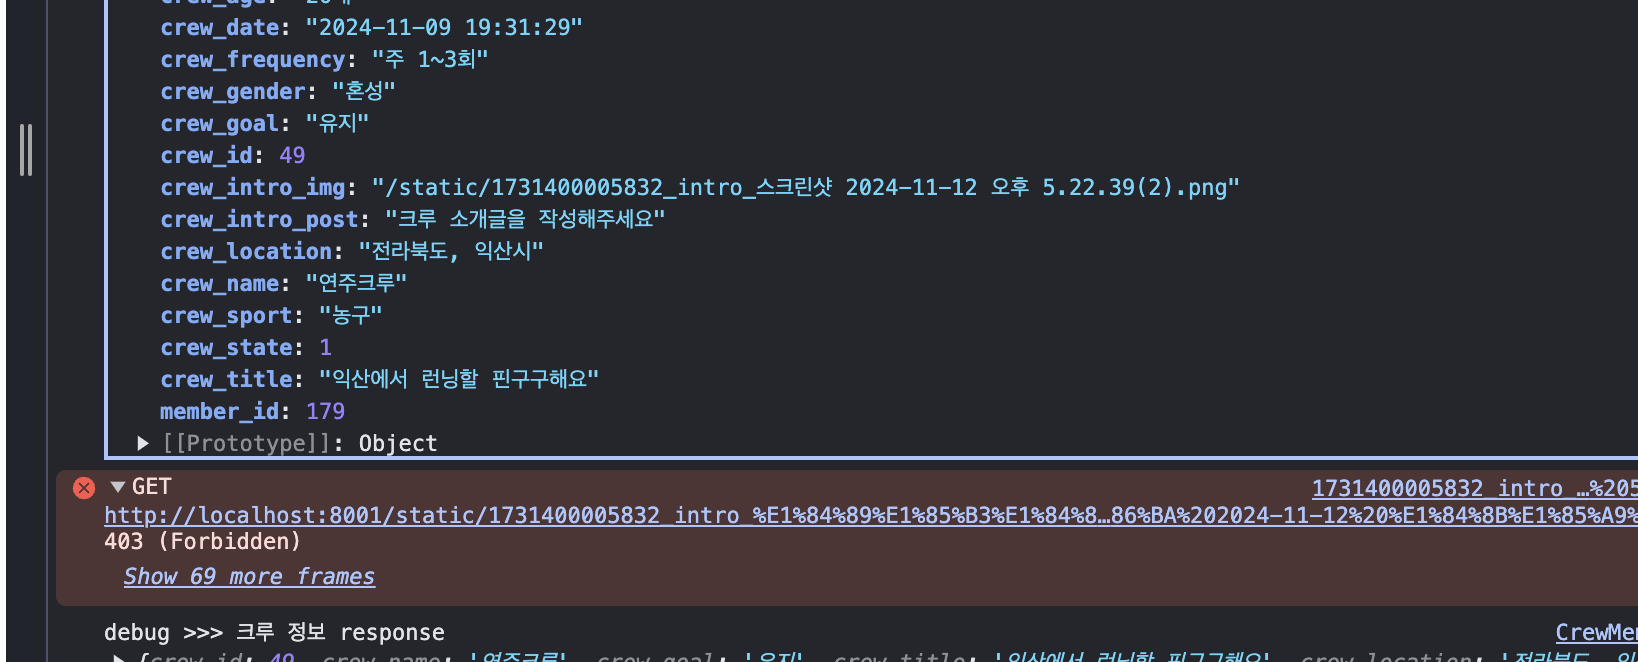 crew_age: "20대"
crew_date: "2024-11-09 19:31:29"
crew_frequency: "주 1~3회"
crew_gender: "혼성"
crew_goal: "유지"
crew_id: 49
crew_intro_img: "/static/1731400005832_intro_스크린샷 2024-11-12 오후 5.22.39(2).png"
crew_intro_post: "크루 소개글을 작성해주세요"
crew_location: "전라북도, 익산시"
crew_name: "연주크루"
crew_sport: "농구"
crew_state: 1
crew_title: "익산에서 런닝할 핀구구해요"
member_id: 179
▶ [[Prototype]]: Object
▼ GET 1731400005832_intro_…%205
http://localhost:8001/static/1731400005832_intro_%E1%84%89%E1%85%B3%E1%84%8…86%BA%202024-11-12%20%E1%84%8B%E1%85%A9%
403 (Forbidden)
Show 69 more frames
debug >>> 크루 정보 response CrewMem
▶ {crew_id: 49, crew_name: '연주크루', crew_goal: '유지', crew_title: '익산에서 런닝할 핀구구해요', crew_location: '전라북도, 익산